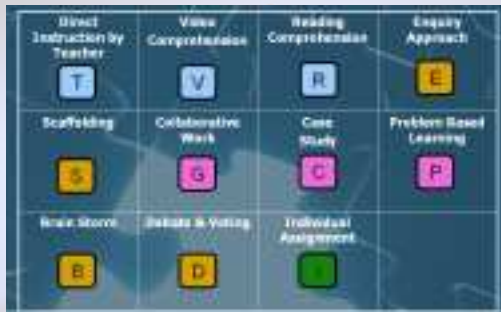 Direct
Instruction by
Teacher
T
Video
Comprehension
V
Reading
Comprehension
R
Enquiry
Approach
E
Scaffolding
S
Collaborative
Work
G
Case
Study
C
Problem Based
Learning
P
Brain Storm
B
Debate & Voting
D
Individual
Assignment